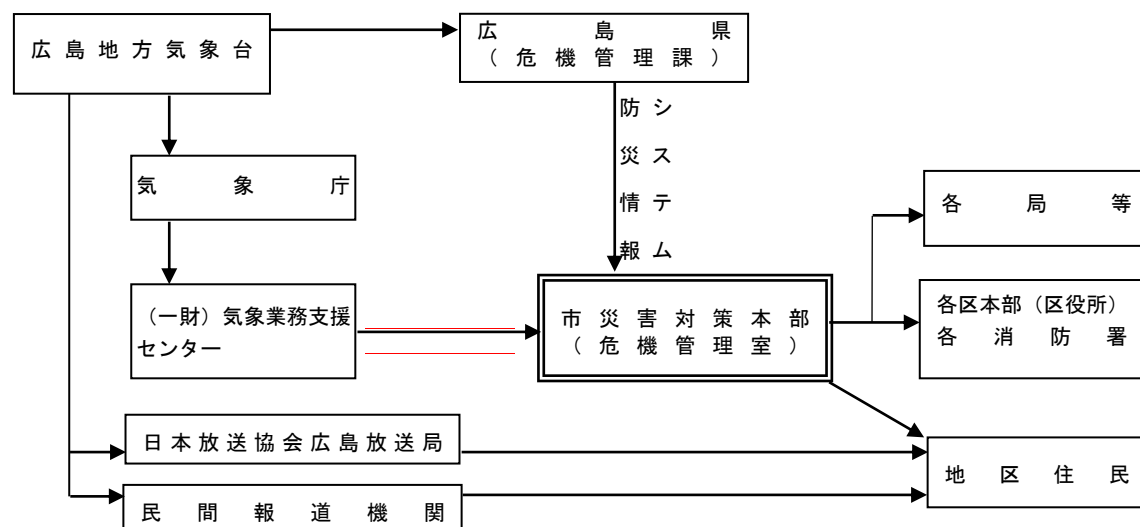 広島地方気象台
広島県
（危機管理課）
防災情報
システム
気象庁
各局等
（一財）気象業務支援
センター
市災害対策本部
（危機管理室）
各区本部（区役所）
各消防署
日本放送協会広島放送局
地区住民
民間報道機関